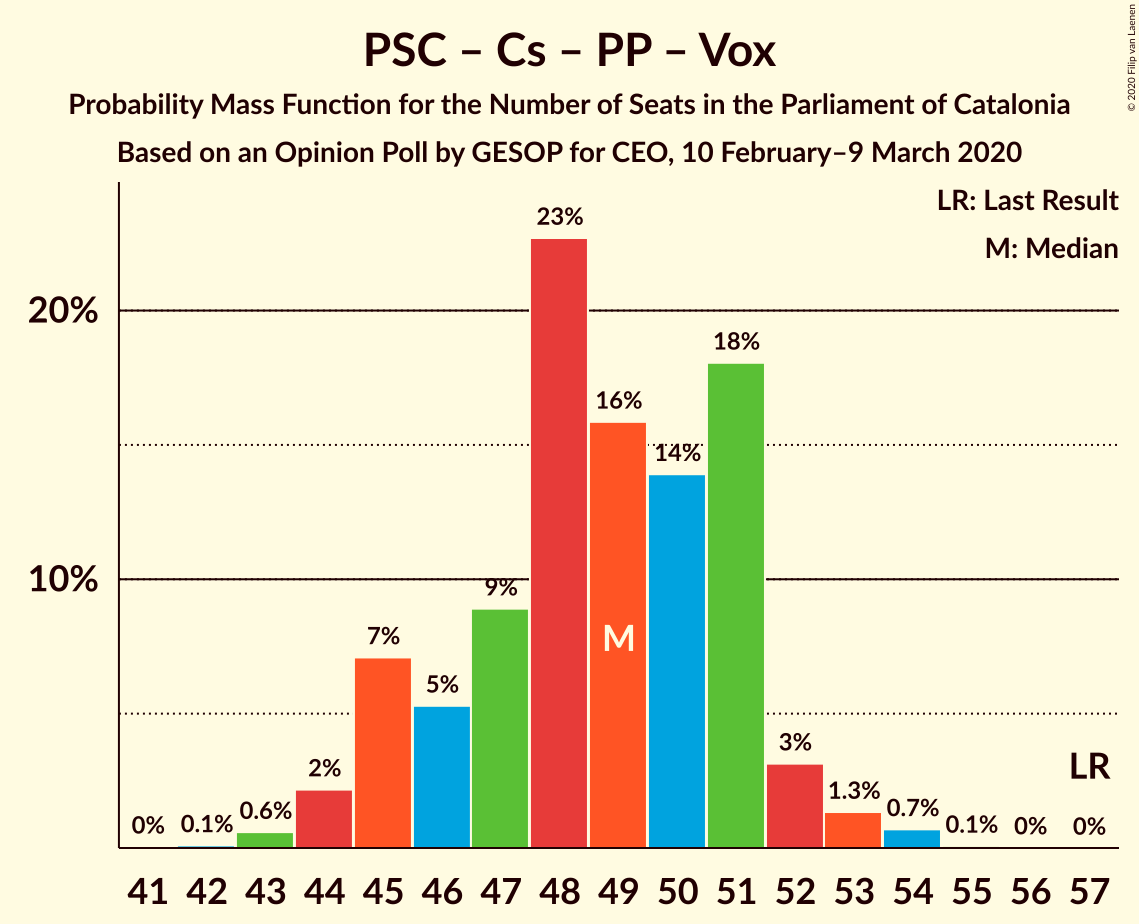 PSC – Cs – PP – Vox
Probability Mass Function for the Number of Seats in the Parliament of Catalonia
Based on an Opinion Poll by GESOP for CEO, 10 February–9 March 2020
© 2020 Filip van Laenen
LR: Last Result
M: Median
20%
10%
0%
0.1%
0.6%
2%
7%
5%
9%
23%
16%
14%
18%
3%
1.3%
0.7%
0.1%
0%
0%
M
LR
41 42 43 44 45 46 47 48 49 50 51 52 53 54 55 56 57